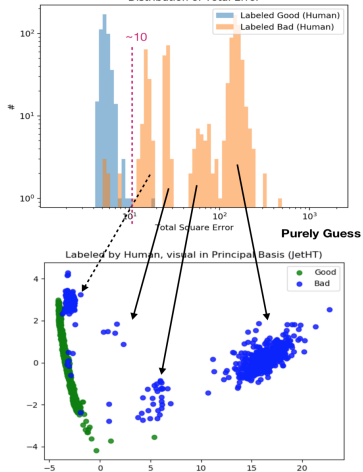 Distribution of Total Error
Labeled Good (Human)
Labeled Bad (Human)
~10
10²
10¹
10⁰
#
10¹
10²
10³
Total Square Error
Purely Guess
Labeled by Human, visual in Principal Basis (JetHT)
Good
Bad
4
2
0
−2
−4
−5
0
5
10
15
20